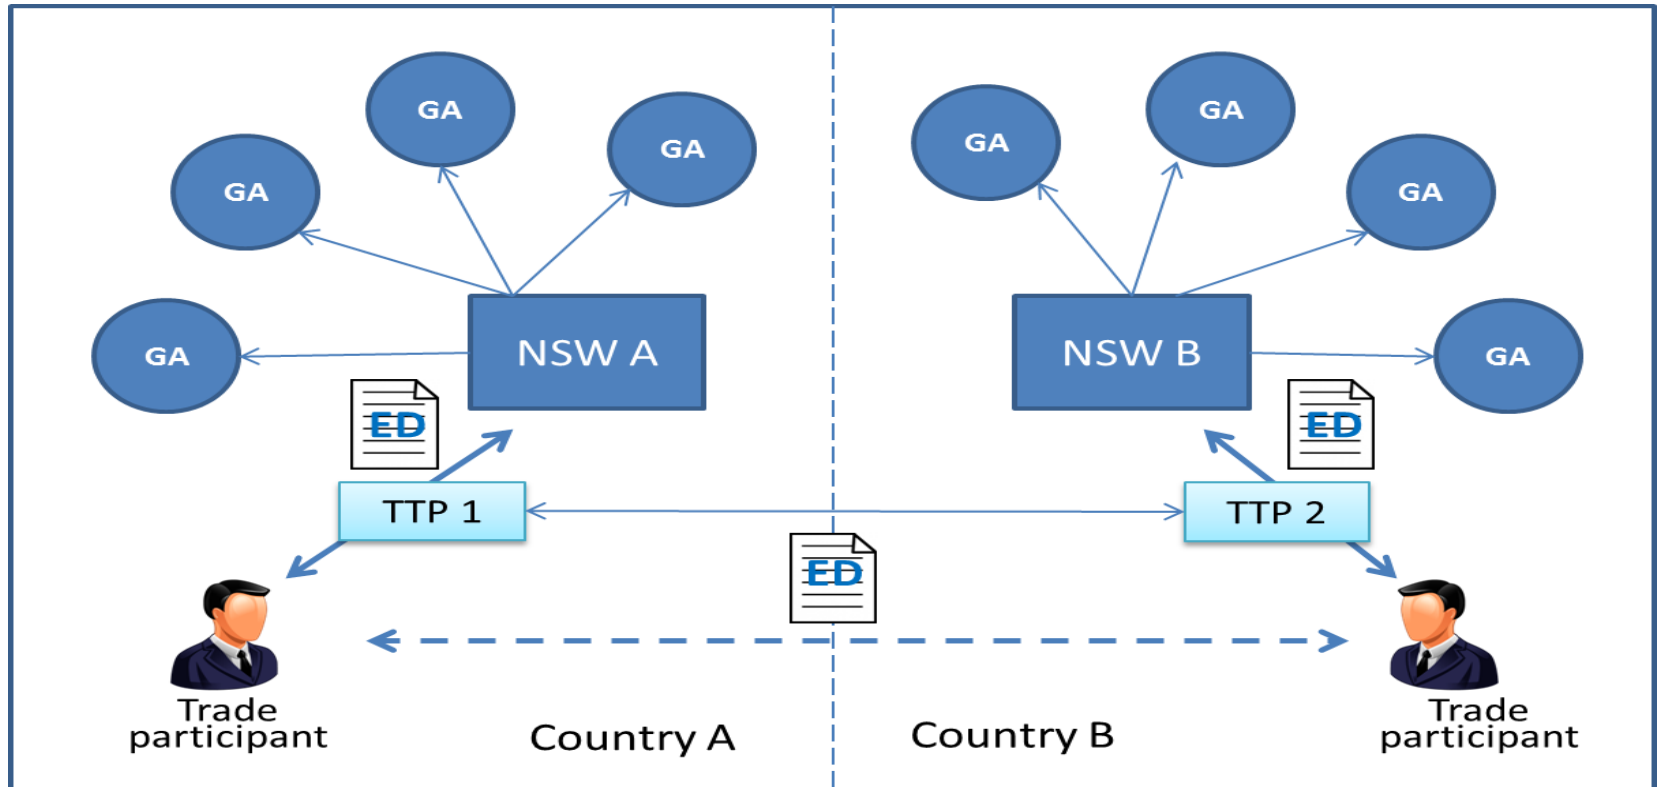 GA
GA
GA
GA
NSW A
ED
TTP 1
Trade
participant
Country A
ED
GA
GA
GA
GA
NSW B
ED
TTP 2
Trade
participant
Country B